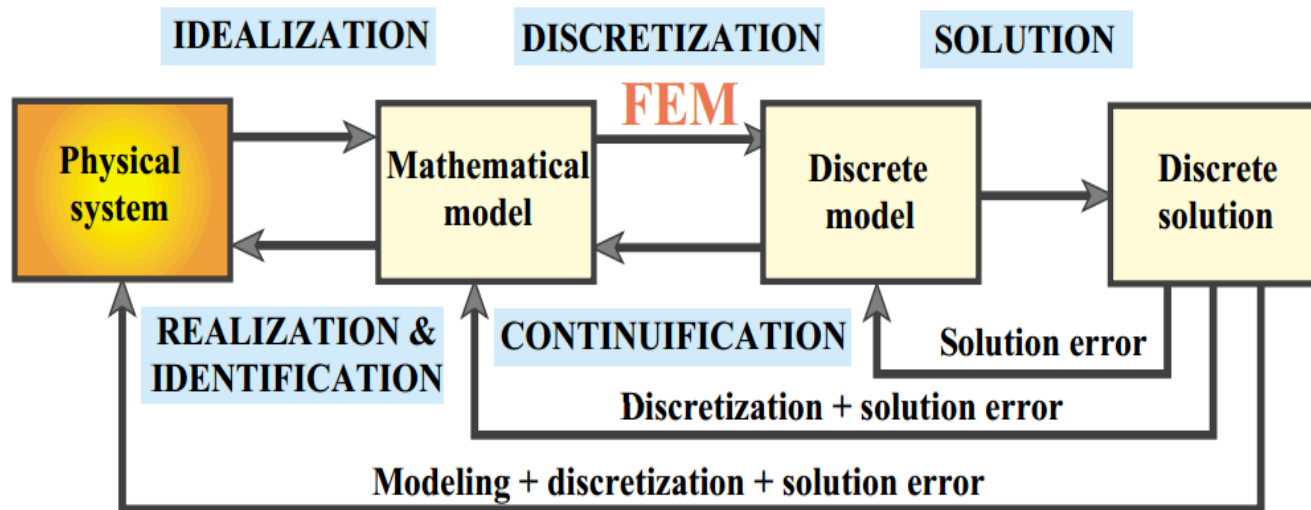 IDEALIZATION
DISCRETIZATION
SOLUTION
FEM
Physical
system
Mathematical
model
Discrete
model
Discrete
solution
REALIZATION &
IDENTIFICATION
CONTINUIFICATION
Solution error
Discretization + solution error
Modeling + discretization + solution error